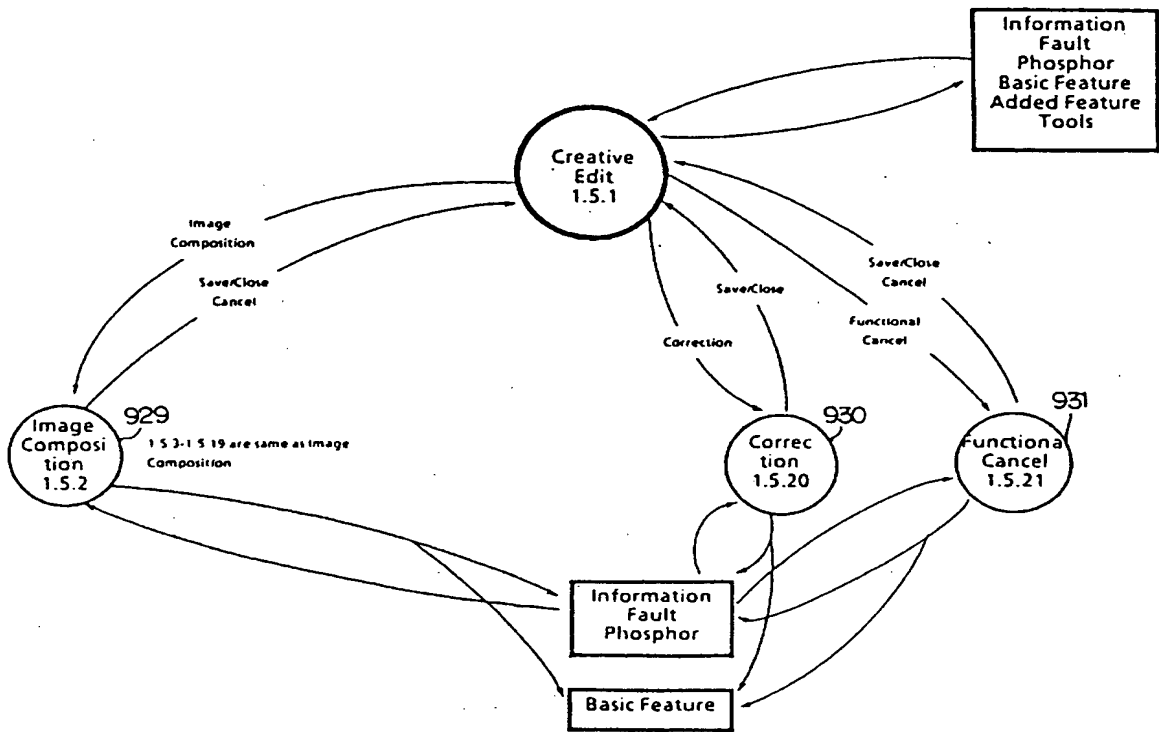 Information
Fault
Phosphor
Basic Feature
Added Feature
Tools
Creative
Edit
1.5.1
Image
Composition
Save/Close
Cancel
Save/Close
Save/Close
Cancel
Functional
Cancel
Correction
Image
Composi
tion
1.5.2
929
1.5.3-1.5.19 are same as Image
Composition
930
Correc
tion
1.5.20
931
Functiona
Cancel
1.5.21
Information
Fault
Phosphor
Basic Feature